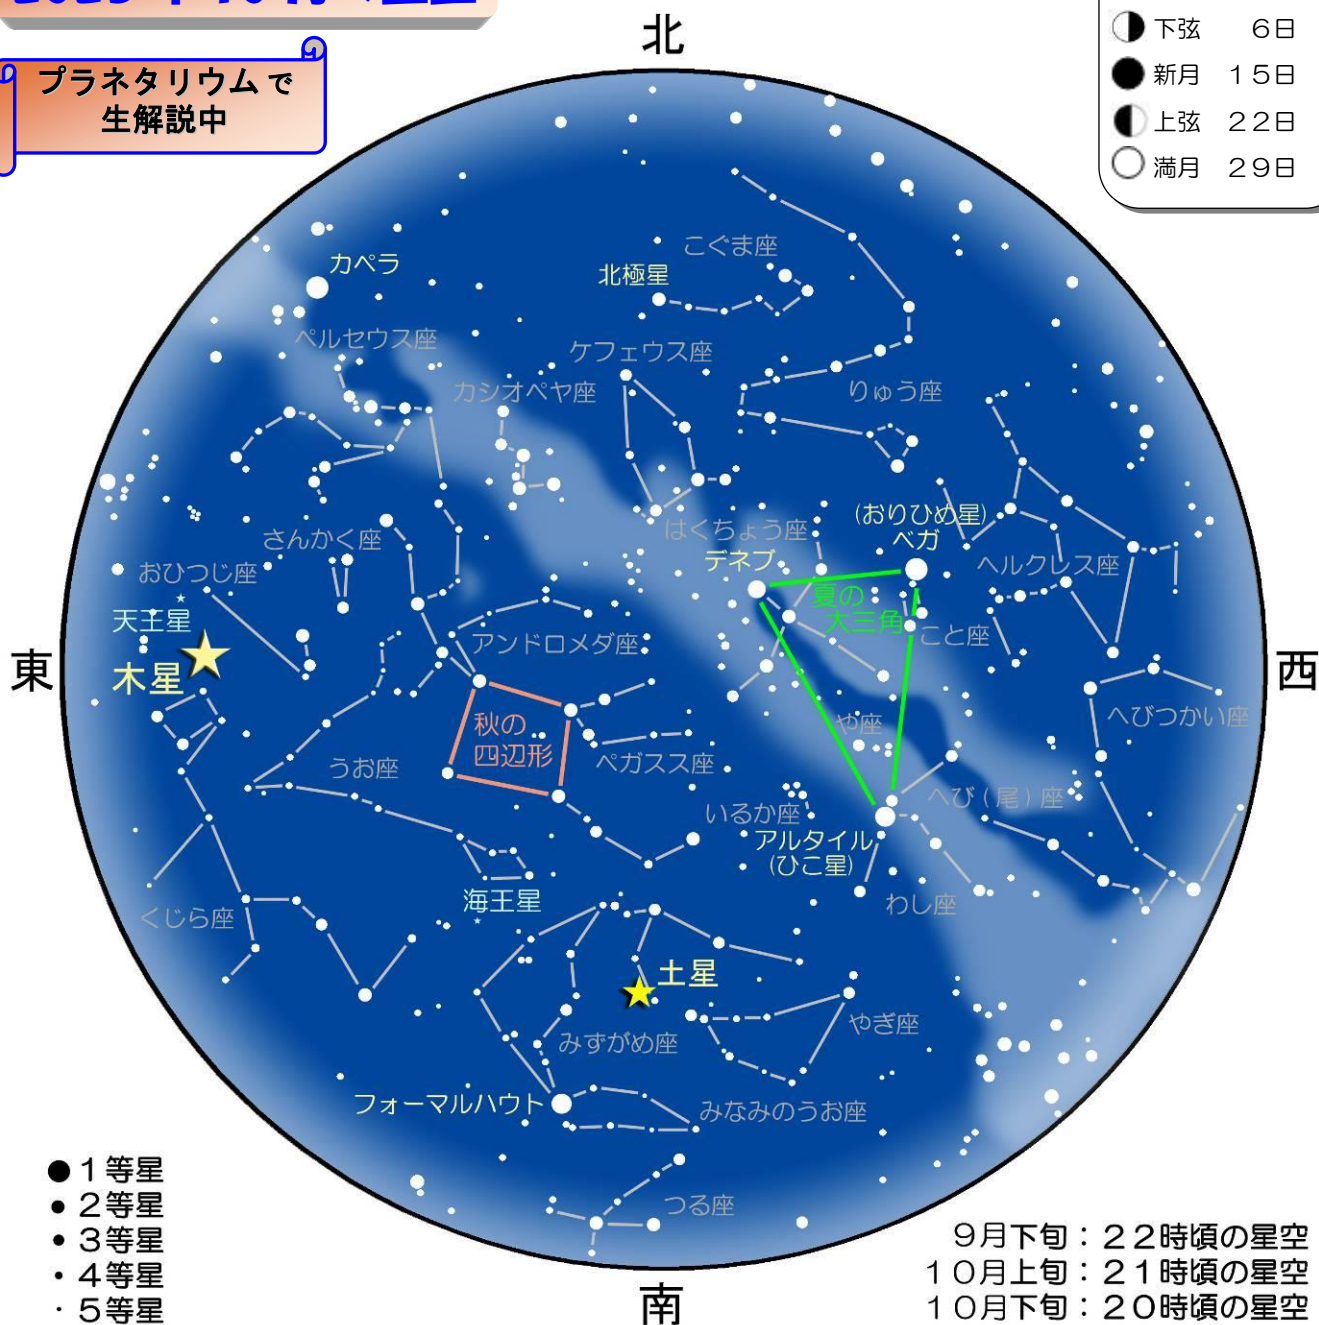 2023年10月の星空
プラネタリウムで
生解説中
下弦 6日
新月 15日
上弦 22日
満月 29日
北
カペラ
こぐま座
北極星
ペルセウス座
ケフェウス座
カシオペヤ座
りゅう座
はくちょう座
(おりひめ星)
ベガ
デネブ
さんかく座
おひつじ座
ヘルクレス座
夏の
大三角
天王星
木星
アンドロメダ座
こと座
東
西
秋の
四辺形
や座
へびつかい座
うお座
ペガスス座
いるか座
へび(尾)座
アルタイル
(ひこ星)
海王星
わし座
くじら座
土星
やぎ座
みずがめ座
フォーマルハウト
みなみのうお座
つる座
南
1等星
2等星
3等星
4等星
5等星
9月下旬：22時頃の星空
10月上旬：21時頃の星空
10月下旬：20時頃の星空